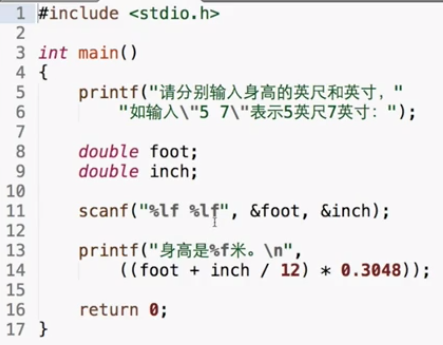 1 #include <stdio.h>
2
3 int main()
4 {
5     printf("请分别输入身高的英尺和英寸，"
6         "如输入\"5 7\"表示5英尺7英寸：");
7
8     double foot;
9     double inch;
10
11     scanf("%lf %lf", &foot, &inch);
12
13     printf("身高是%f米。\n",
14         ((foot + inch / 12) * 0.3048));
15
16     return 0;
17 }